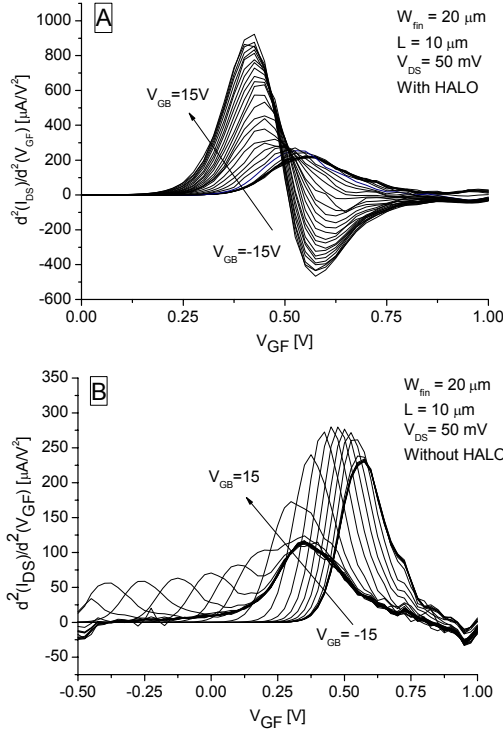 A
W_fin = 20 μm
L = 10 μm
V_DS= 50 mV
With HALO
V_GB=15V
V_GB=-15V
d²(I_DS)/d²(V_GF) [μA/V²]
1000
800
600
400
200
0
-200
-400
-600
0.00 0.25 0.50 0.75 1.00
V_GF [V]
B
W_fin = 20 μm
L = 10 μm
V_DS= 50 mV
Without HALO
V_GB=15
V_GB= -15
d²(I_DS)/d²(V_GF) [μA/V²]
350
300
250
200
150
100
50
0
-50
-0.50 -0.25 0.00 0.25 0.50 0.75 1.00
V_GF [V]